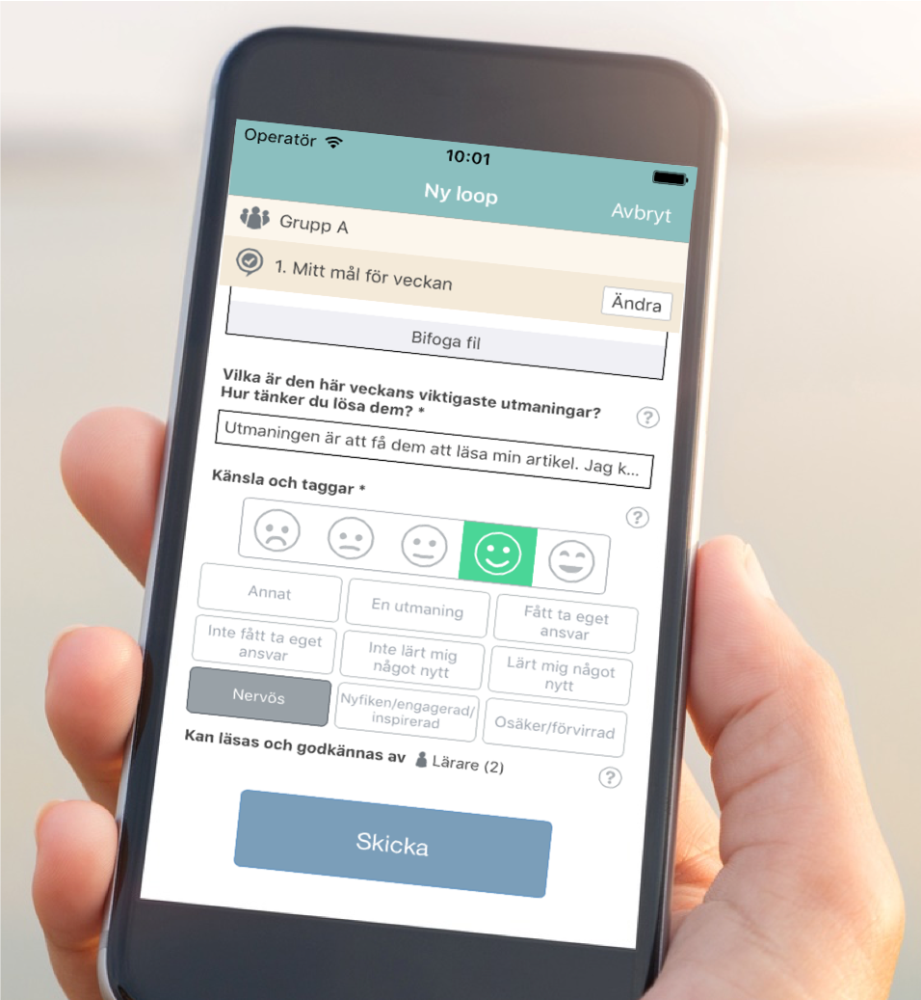 Operatör
10:01
Ny loop
Avbryt
Grupp A
1. Mitt mål för veckan
Ändra
Bifoga fil
Vilka är den här veckans viktigaste utmaningar?
Hur tänker du lösa dem? *
?
Utmaningen är att få dem att läsa min artikel. Jag k...
Känsla och taggar *
?
Annat
En utmaning
Fått ta eget
ansvar
Inte fått ta eget
ansvar
Inte lärt mig
något nytt
Lärt mig något
nytt
Nervös
Nyfiken/engagerad/
inspirerad
Osäker/förvirrad
Kan läsas och godkännas av Lärare (2)
?
Skicka